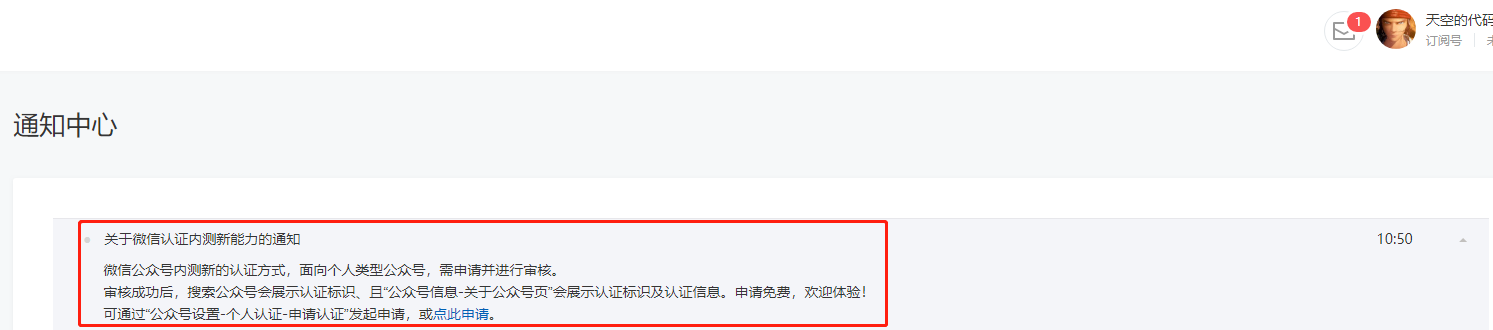 1
天空的代码
订阅号
通知中心
关于微信认证内测新能力的通知
10:50
微信公众号内测新的认证方式，面向个人类型公众号，需申请并进行审核。
审核成功后，搜索公众号会展示认证标识、且“公众号信息-关于公众号页”会展示认证标识及认证信息。申请免费，欢迎体验！
可通过“公众号设置-个人认证-申请认证”发起申请，或点此申请。